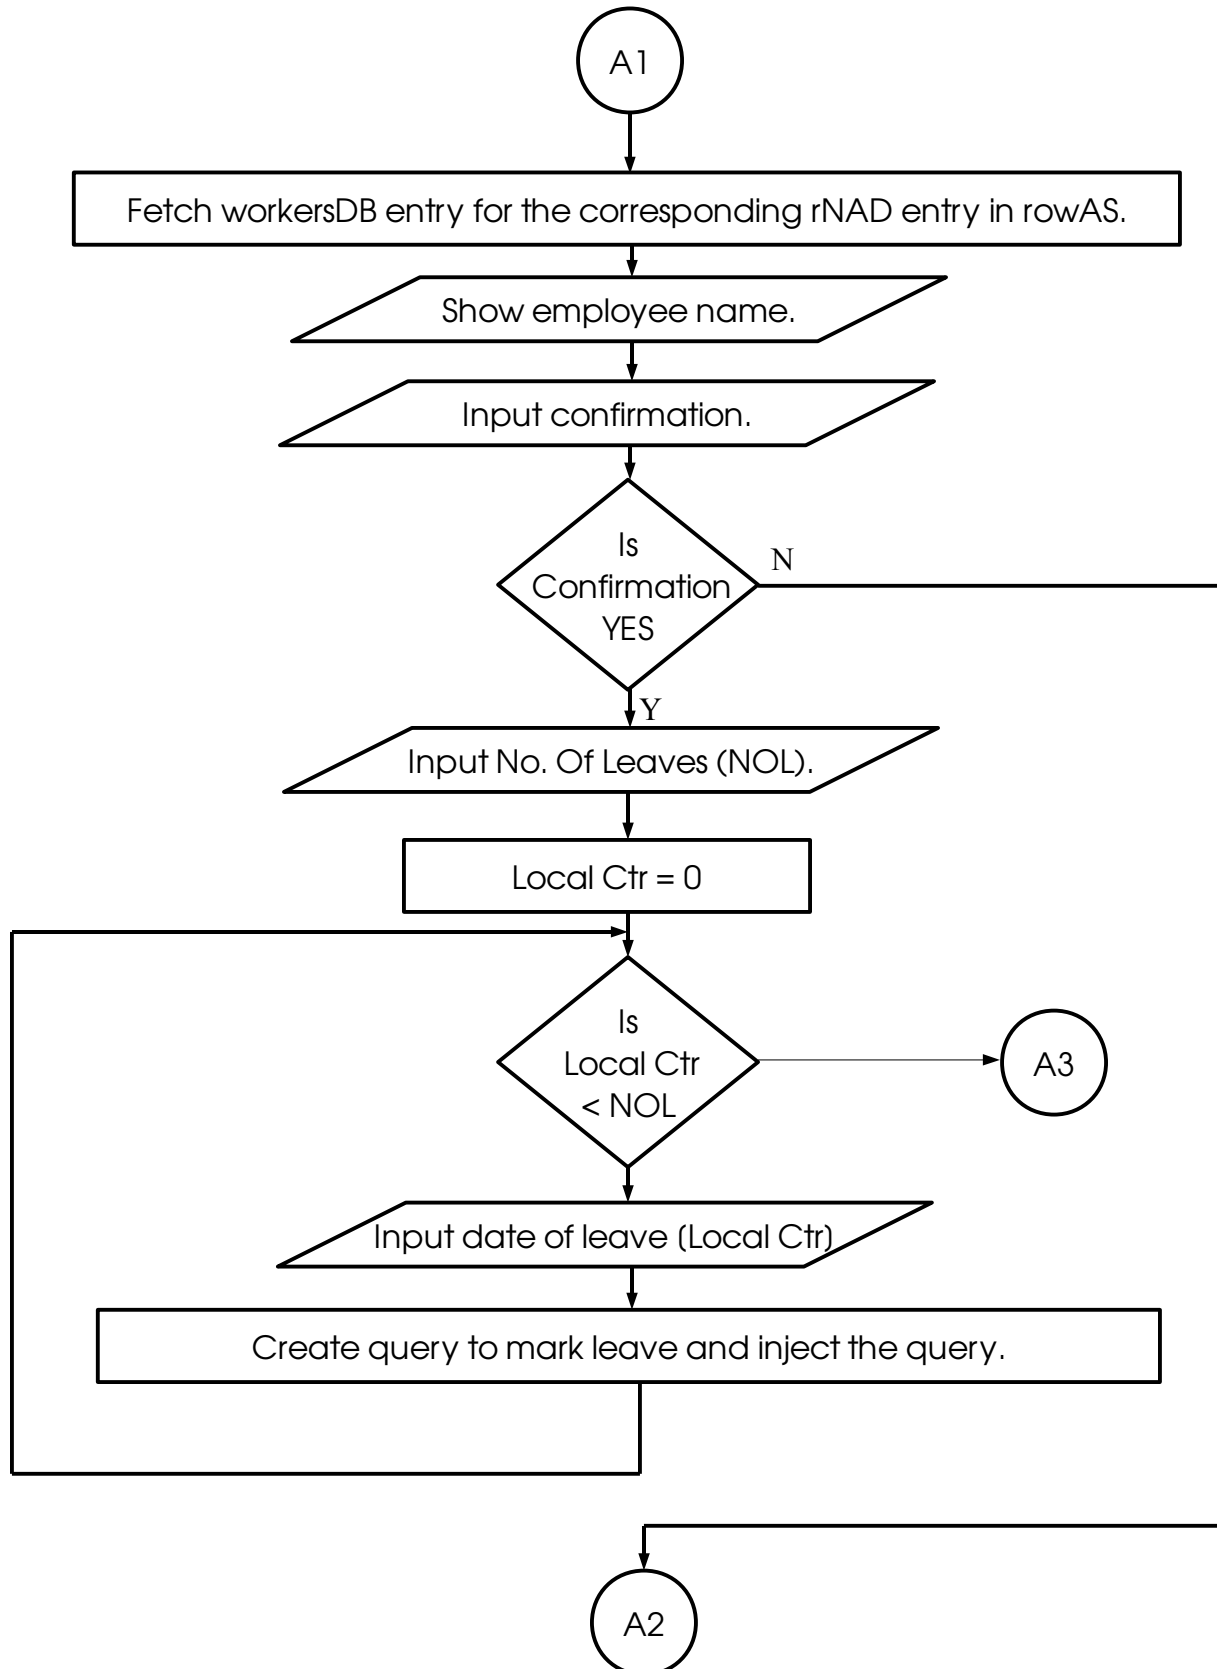 A1
Fetch workersDB entry for the corresponding rNAD entry in rowAS.
Show employee name.
Input confirmation.
Is
Confirmation
YES
N
Y
Input No. Of Leaves (NOL).
Local Ctr = 0
Is
Local Ctr
< NOL
A3
Input date of leave (Local Ctr)
Create query to mark leave and inject the query.
A2